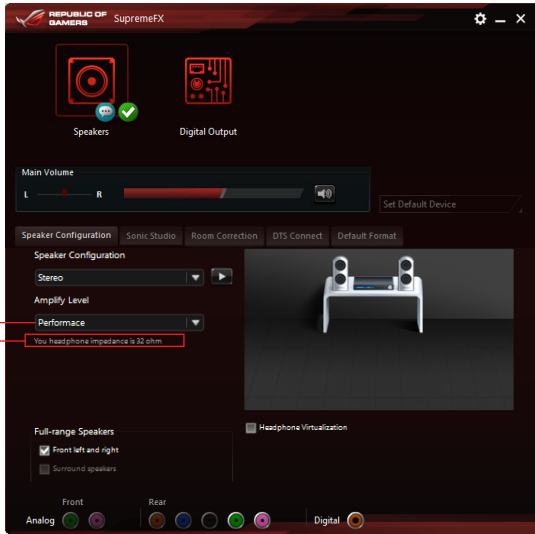 REPUBLIC OF
GAMERS
SupremeFX
Speakers
Digital Output
Main Volume
L R
Set Default Device
Speaker Configuration Sonic Studio Room Correction DTS Connect Default Format
Speaker Configuration
Stereo
Amplify Level
Performace
You headphone impedance is 32 ohm
Headphone Virtualization
Full-range Speakers
Front left and right
Surround speakers
Front Rear
Analog Digital